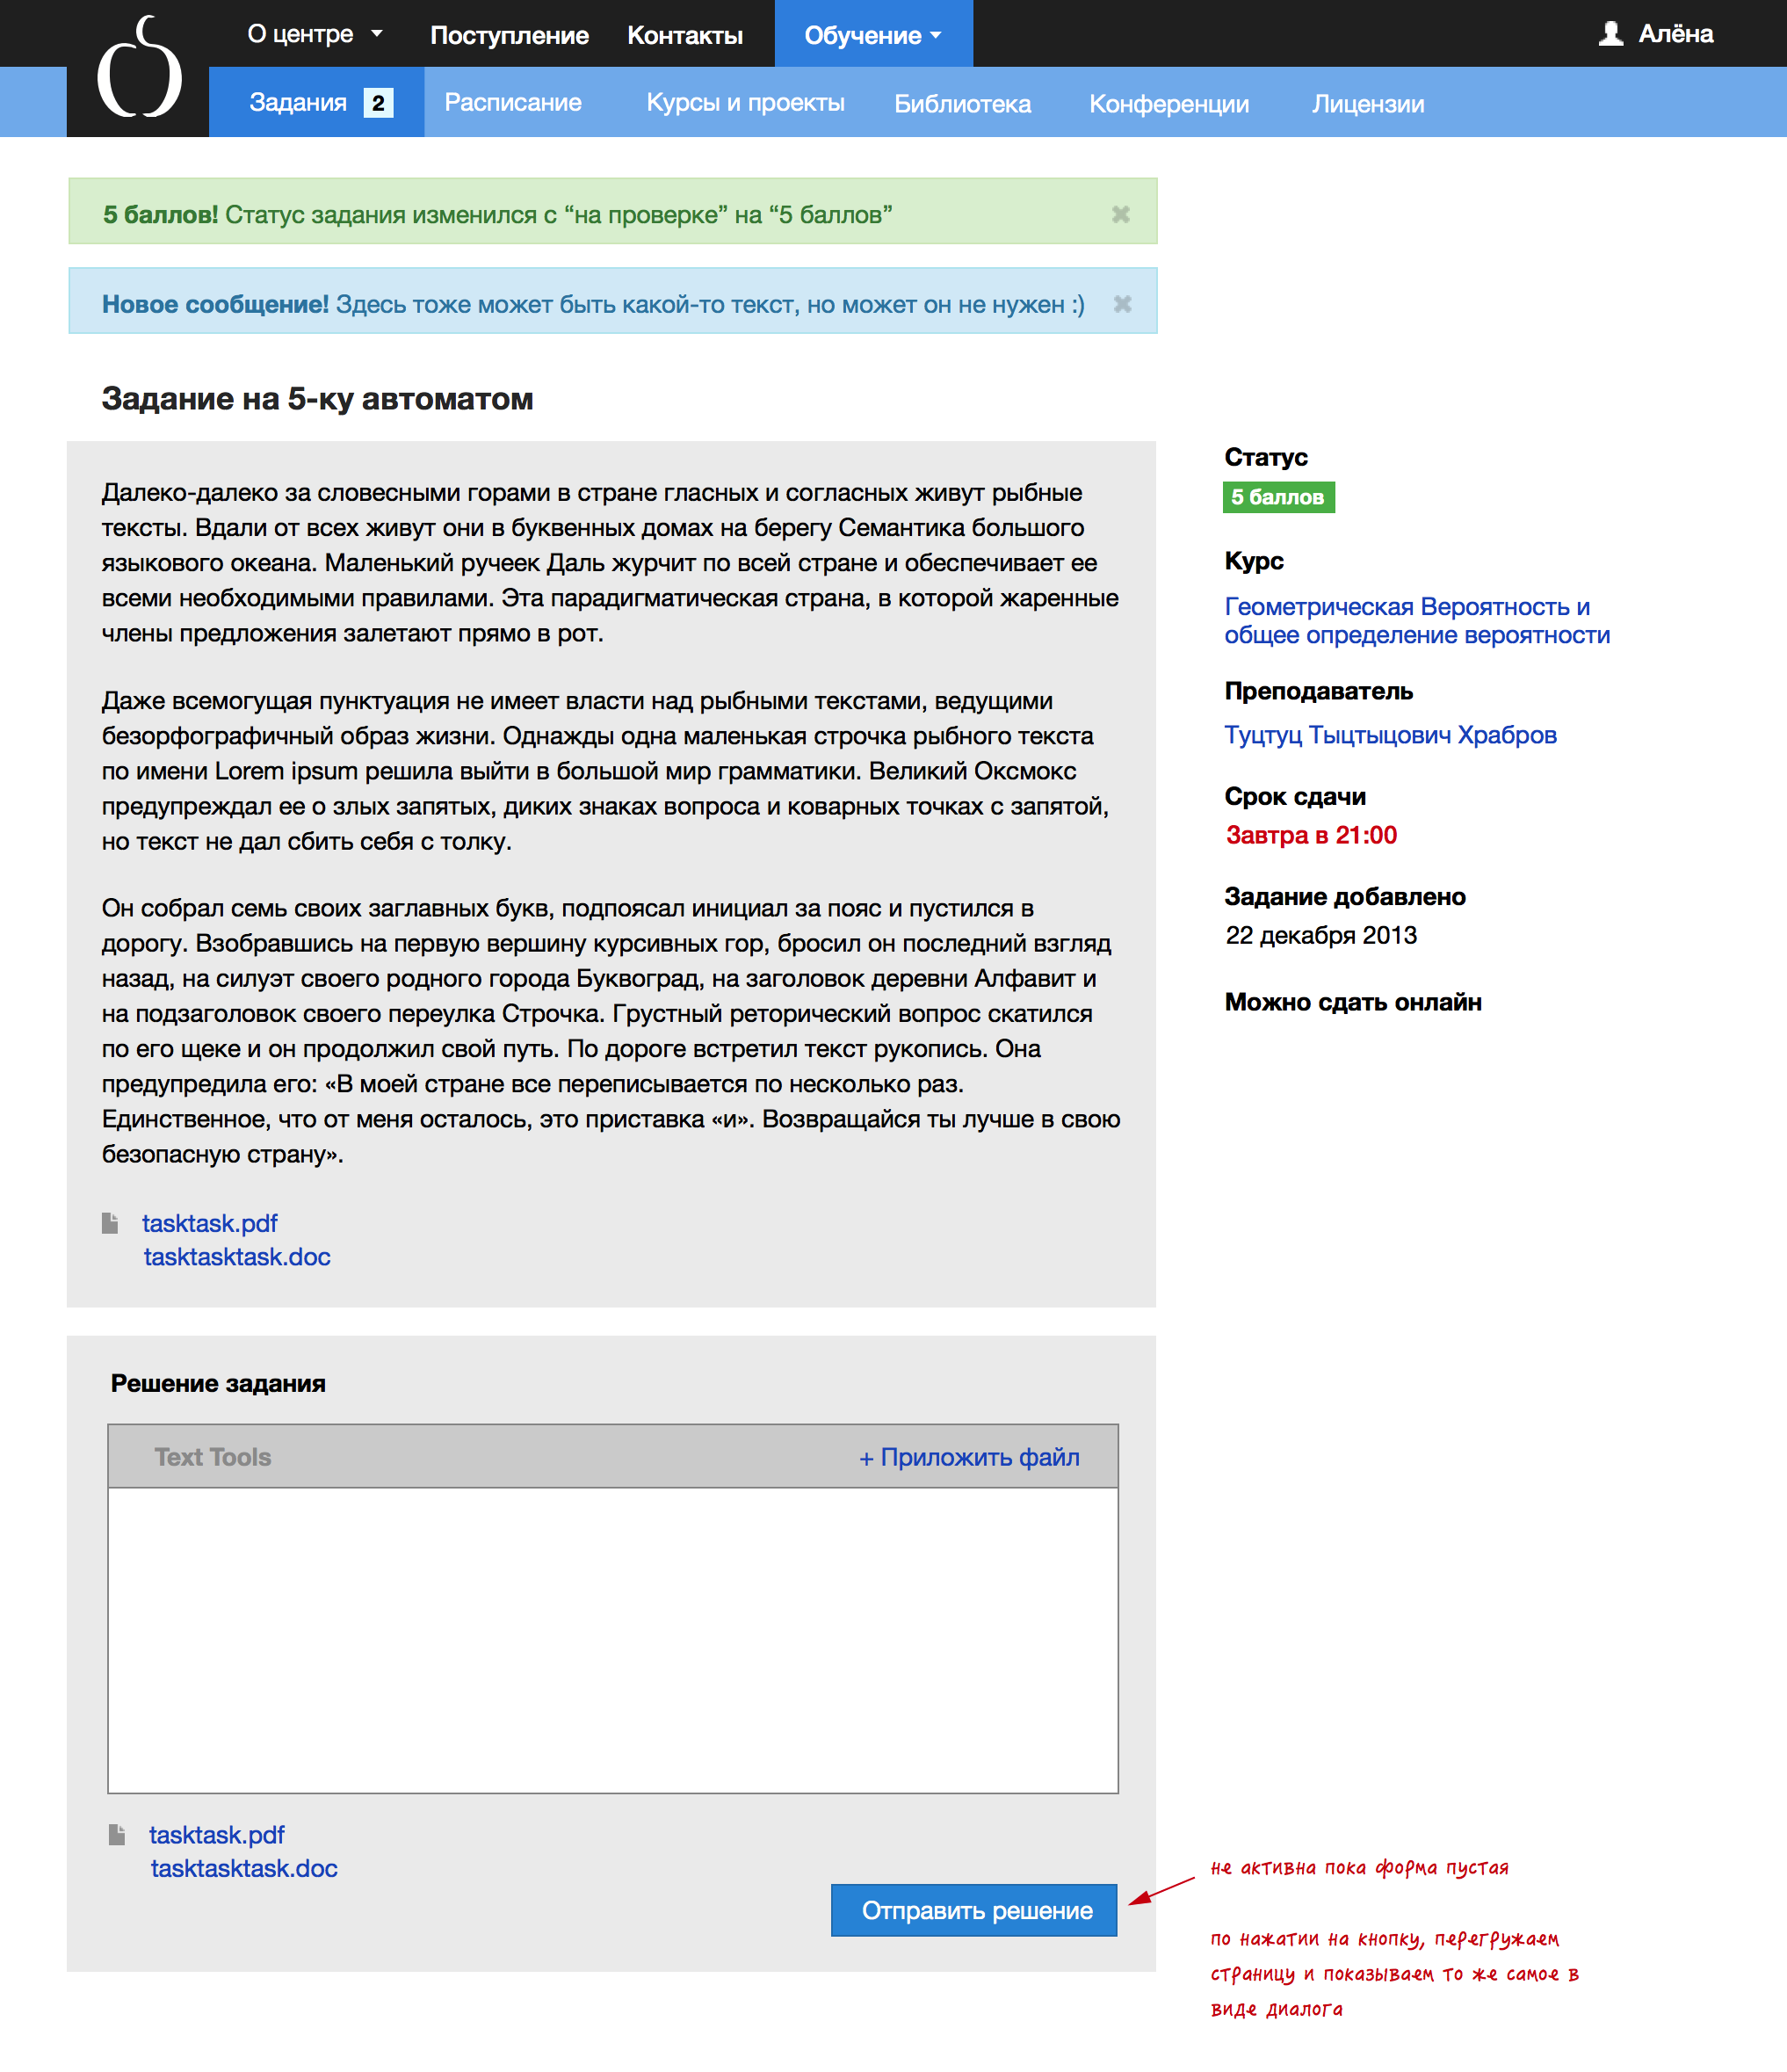 О центре
Поступление
Контакты
Обучение
Алёна
Задания 2
Расписание
Курсы и проекты
Библиотека
Конференции
Лицензии
5 баллов! Статус задания изменился с “на проверке” на “5 баллов”
Новое сообщение! Здесь тоже может быть какой-то текст, но может он не нужен :)
Задание на 5-ку автоматом
Далеко-далеко за словесными горами в стране гласных и согласных живут рыбные
тексты. Вдали от всех живут они в буквенных домах на берегу Семантика большого
языкового океана. Маленький ручеек Даль журчит по всей стране и обеспечивает ее
всеми необходимыми правилами. Эта парадигматическая страна, в которой жаренные
члены предложения залетают прямо в рот.
Даже всемогущая пунктуация не имеет власти над рыбными текстами, ведущими
безорфографичный образ жизни. Однажды одна маленькая строчка рыбного текста
по имени Lorem ipsum решила выйти в большой мир грамматики. Великий Оксмокс
предупреждал ее о злых запятых, диких знаках вопроса и коварных точках с запятой,
но текст не дал сбить себя с толку.
Он собрал семь своих заглавных букв, подпоясал инициал за пояс и пустился в
дорогу. Взобравшись на первую вершину курсивных гор, бросил он последний взгляд
назад, на силуэт своего родного города Буквоград, на заголовок деревни Алфавит и
на подзаголовок своего переулка Строчка. Грустный реторический вопрос скатился
по его щеке и он продолжил свой путь. По дороге встретил текст рукопись. Она
предупредила его: «В моей стране все переписывается по несколько раз.
Единственное, что от меня осталось, это приставка «и». Возвращайся ты лучше в свою
безопасную страну».
tasktask.pdf
tasktasktask.doc
Статус
5 баллов
Курс
Геометрическая Вероятность и
общее определение вероятности
Преподаватель
Туцтуц Тыцтыцович Храбров
Срок сдачи
Завтра в 21:00
Задание добавлено
22 декабря 2013
Можно сдать онлайн
Решение задания
Text Tools
+ Приложить файл
tasktask.pdf
tasktasktask.doc
Отправить решение
не активна пока форма пустая
по нажатии на кнопку, перегружаем
страницу и показываем то же самое в
виде диалога